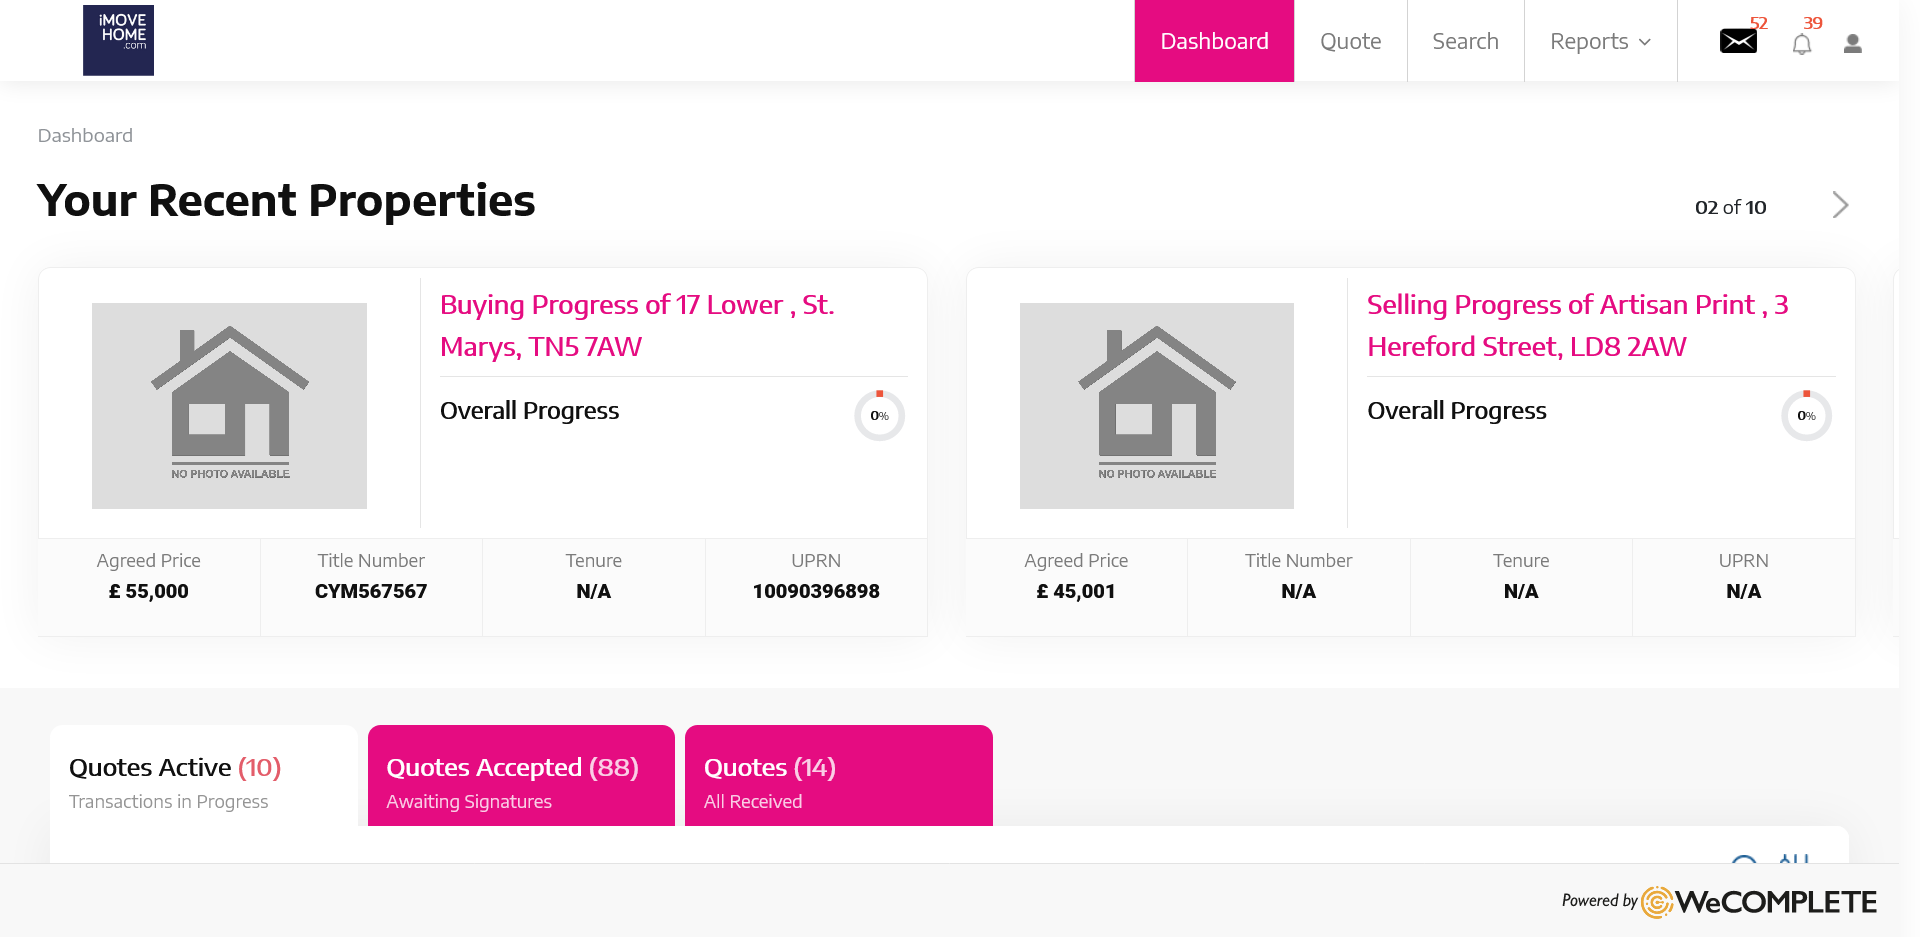 iMOVE
HOME
.com
Dashboard
Quote
Search
Reports
52
39
Dashboard
Your Recent Properties
02 of 10
Buying Progress of 17 Lower , St.
Marys, TN5 7AW
Overall Progress
0%
NO PHOTO AVAILABLE
Agreed Price
£ 55,000
Title Number
CYM567567
Tenure
N/A
UPRN
10090396898
Selling Progress of Artisan Print , 3
Hereford Street, LD8 2AW
Overall Progress
0%
NO PHOTO AVAILABLE
Agreed Price
£ 45,001
Title Number
N/A
Tenure
N/A
UPRN
N/A
Quotes Active (10)
Transactions in Progress
Quotes Accepted (88)
Awaiting Signatures
Quotes (14)
All Received
Powered by WeCOMPLETE